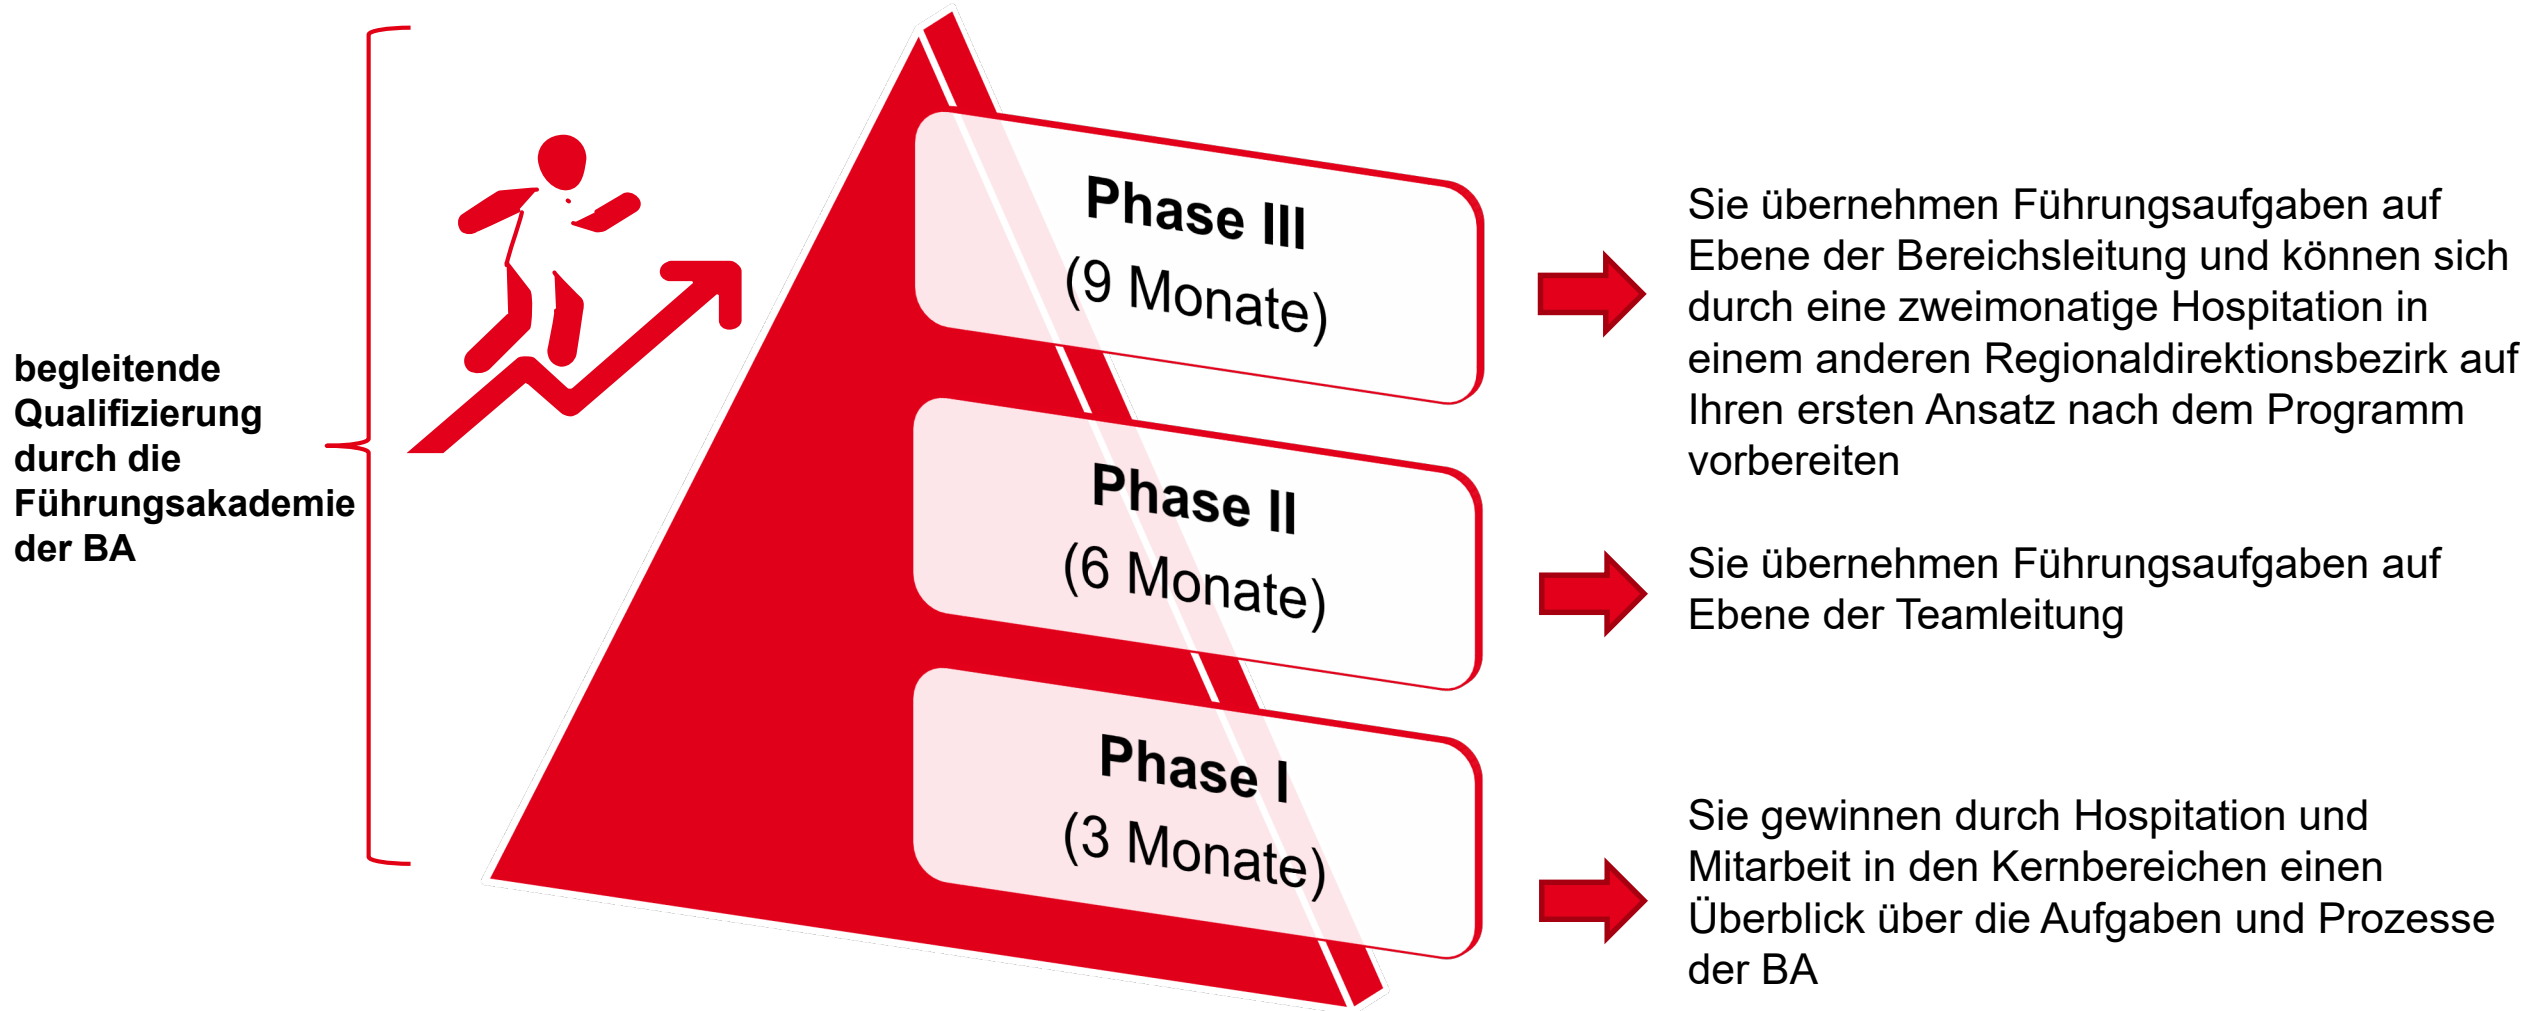 begleitende
Qualifizierung
durch die
Führungsakademie
der BA
Phase III
(9 Monate)
Sie übernehmen Führungsaufgaben auf
Ebene der Bereichsleitung und können sich
durch eine zweimonatige Hospitation in
einem anderen Regionaldirektionsbezirk auf
Ihren ersten Ansatz nach dem Programm
vorbereiten
Phase II
(6 Monate)
Sie übernehmen Führungsaufgaben auf
Ebene der Teamleitung
Phase I
(3 Monate)
Sie gewinnen durch Hospitation und
Mitarbeit in den Kernbereichen einen
Überblick über die Aufgaben und Prozesse
der BA